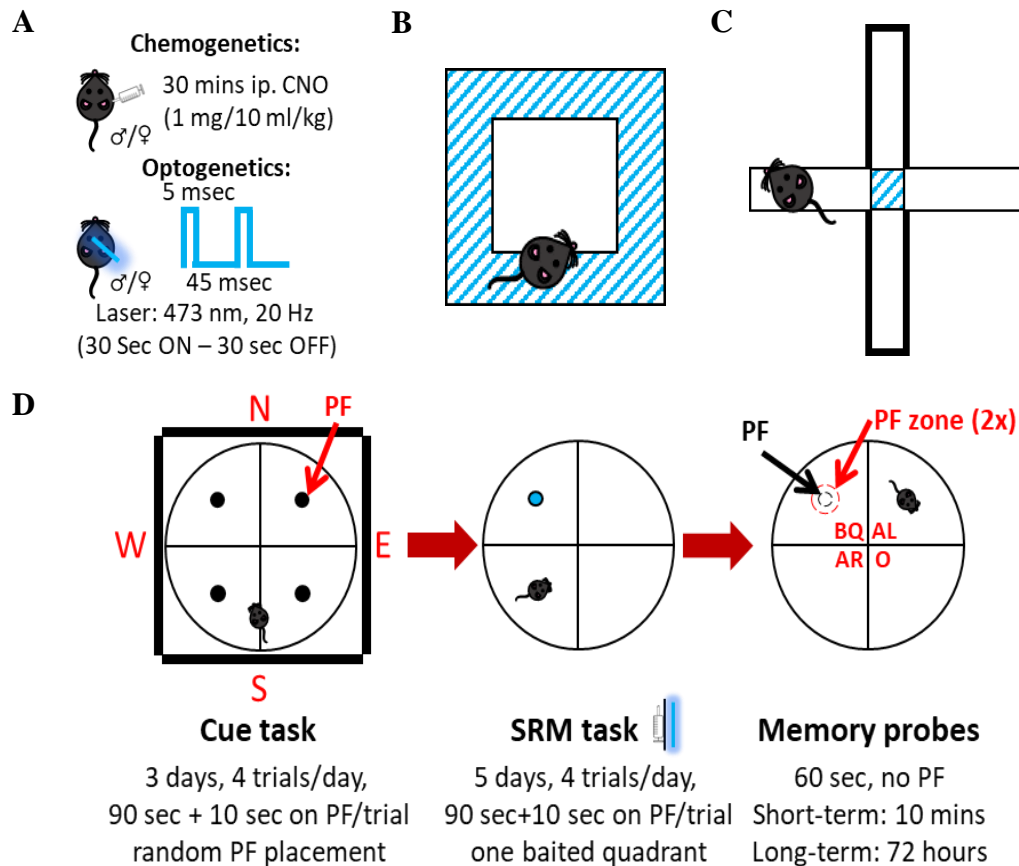 A
Chemogenetics:
30 mins ip. CNO
(1 mg/10 ml/kg)
♂/♀
Optogenetics:
5 msec
♂/♀
45 msec
Laser: 473 nm, 20 Hz
(30 Sec ON – 30 sec OFF)
B
C
D
N
PF
W
E
S
PF
PF zone (2x)
BQ AL
AR O
Cue task
3 days, 4 trials/day,
90 sec + 10 sec on PF/trial
random PF placement
SRM task
5 days, 4 trials/day,
90 sec+10 sec on PF/trial
one baited quadrant
Memory probes
60 sec, no PF
Short-term: 10 mins
Long-term: 72 hours